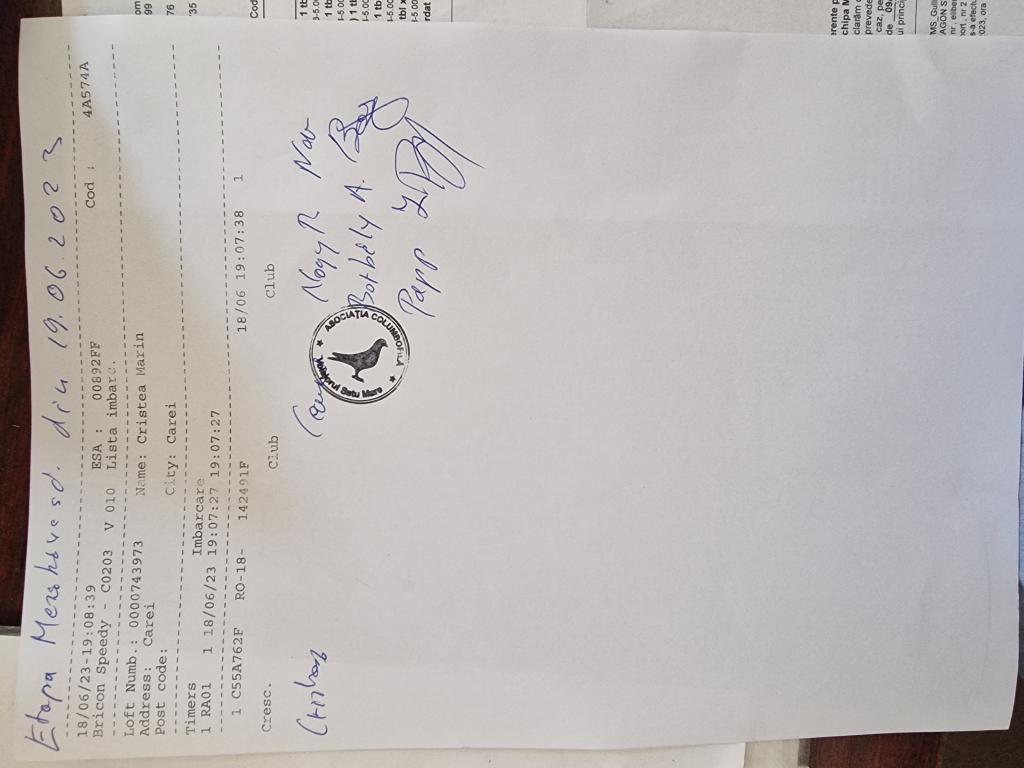 Etapa din 19.06.2023
18/06/23-19:08:39
Bricon Speedy - C0203 V 010 ESA : 00892FF Lista imbarc. Cod : 4A574A
Loft Numb.: 0000743973 Name: Cristea Marin
Address: Carei
Post code: City: Carei
Timers Imbarcare
1 RA01 1 18/06/23 19:07:27 19:07:27
1 C55A762F RO-18- 142491F 18/06 19:07:38 1
Cresc. Club Club
Nagy R
Borbely A.
Papp
ASOCIAȚIA COLUMBOFILA
Voiajorul Satu Mare